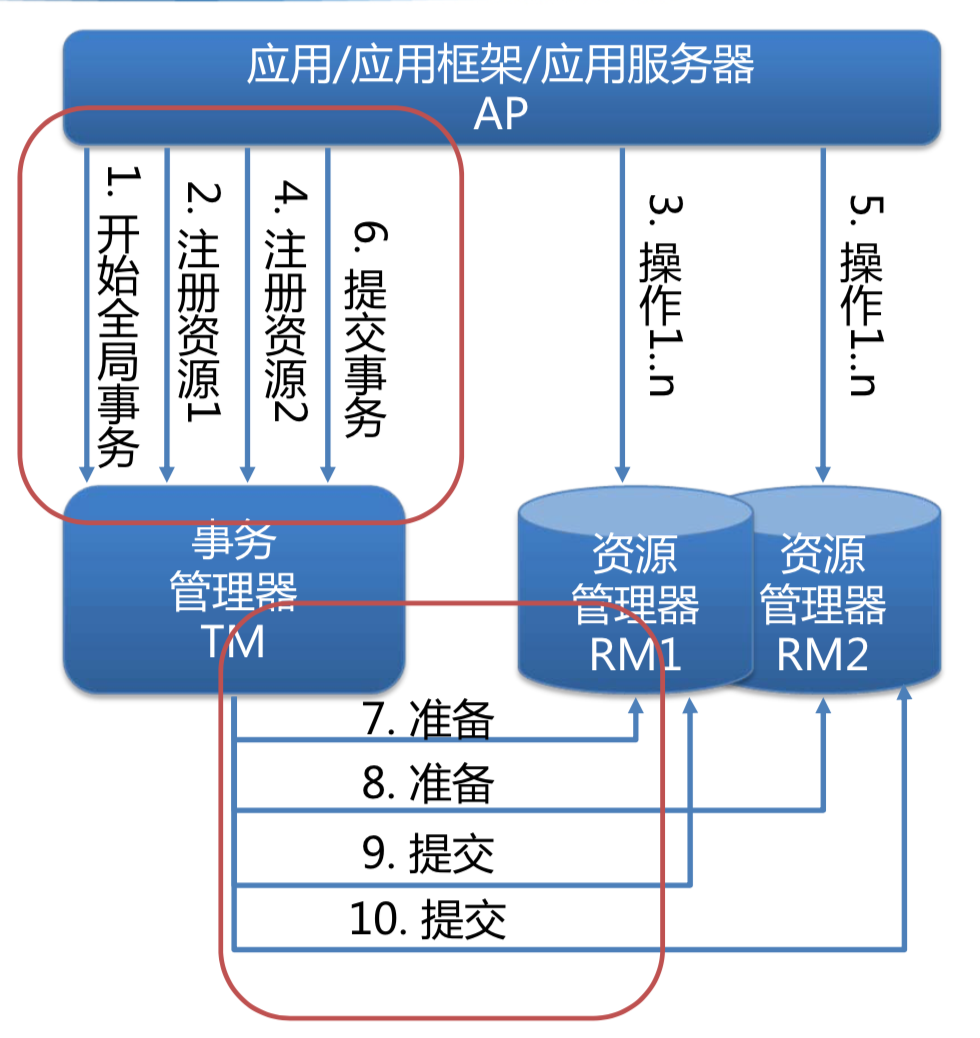 应用/应用框架/应用服务器
AP
1. 开始全局事务
2. 注册资源1
4. 注册资源2
6. 提交事务
3. 操作1..n
5. 操作1..n
事务
管理器
TM
资源
管理器
RM1
资源
管理器
RM2
7. 准备
8. 准备
9. 提交
10. 提交